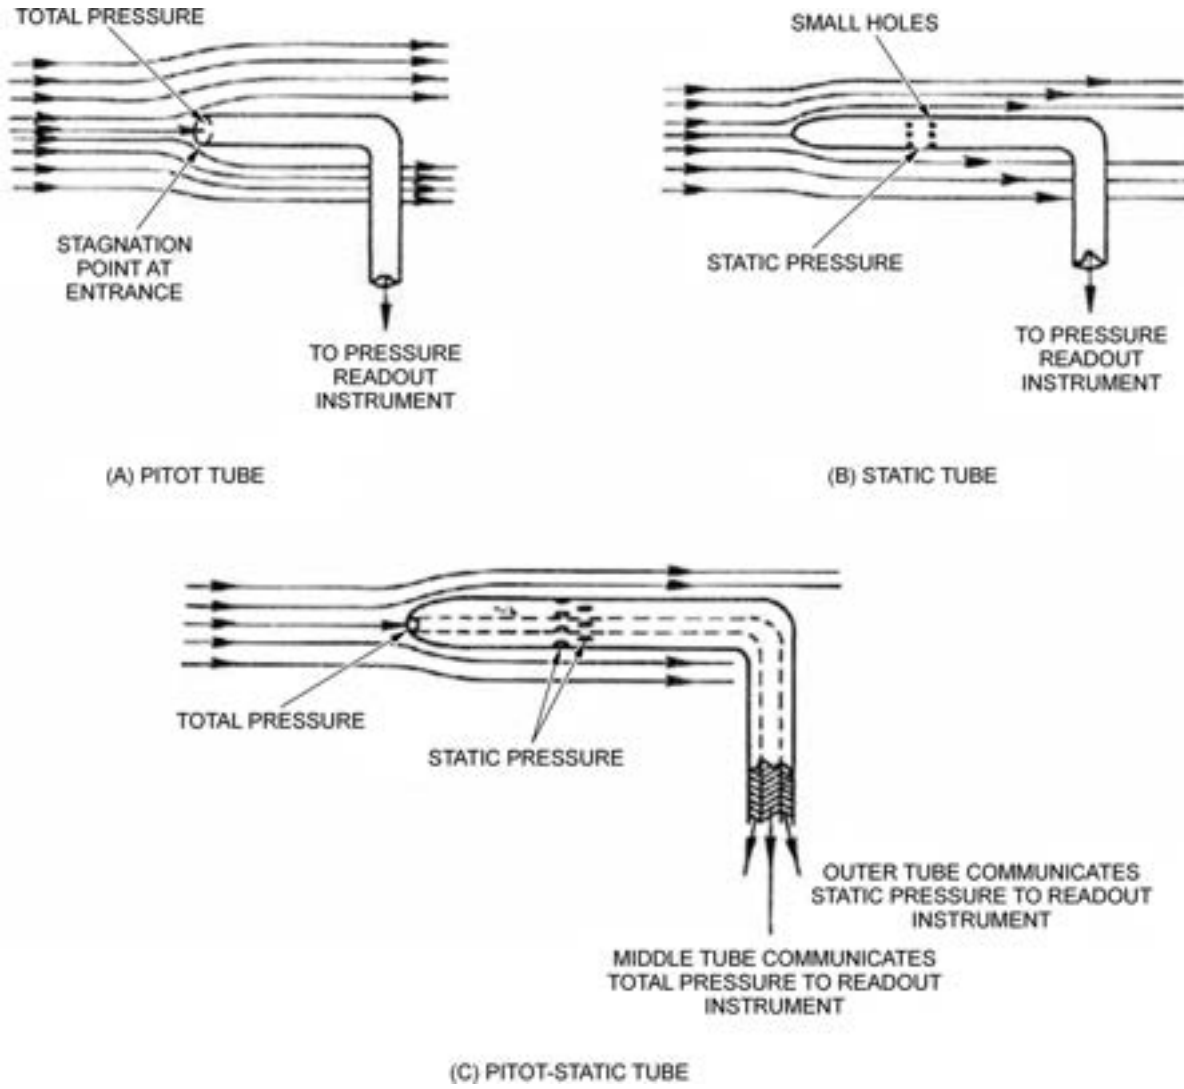 TOTAL PRESSURE
STAGNATION
POINT AT
ENTRANCE
TO PRESSURE
READOUT
INSTRUMENT
(A) PITOT TUBE
SMALL HOLES
STATIC PRESSURE
TO PRESSURE
READOUT
INSTRUMENT
(B) STATIC TUBE
TOTAL PRESSURE
STATIC PRESSURE
OUTER TUBE COMMUNICATES
STATIC PRESSURE TO READOUT
INSTRUMENT
MIDDLE TUBE COMMUNICATES
TOTAL PRESSURE TO READOUT
INSTRUMENT
(C) PITOT-STATIC TUBE